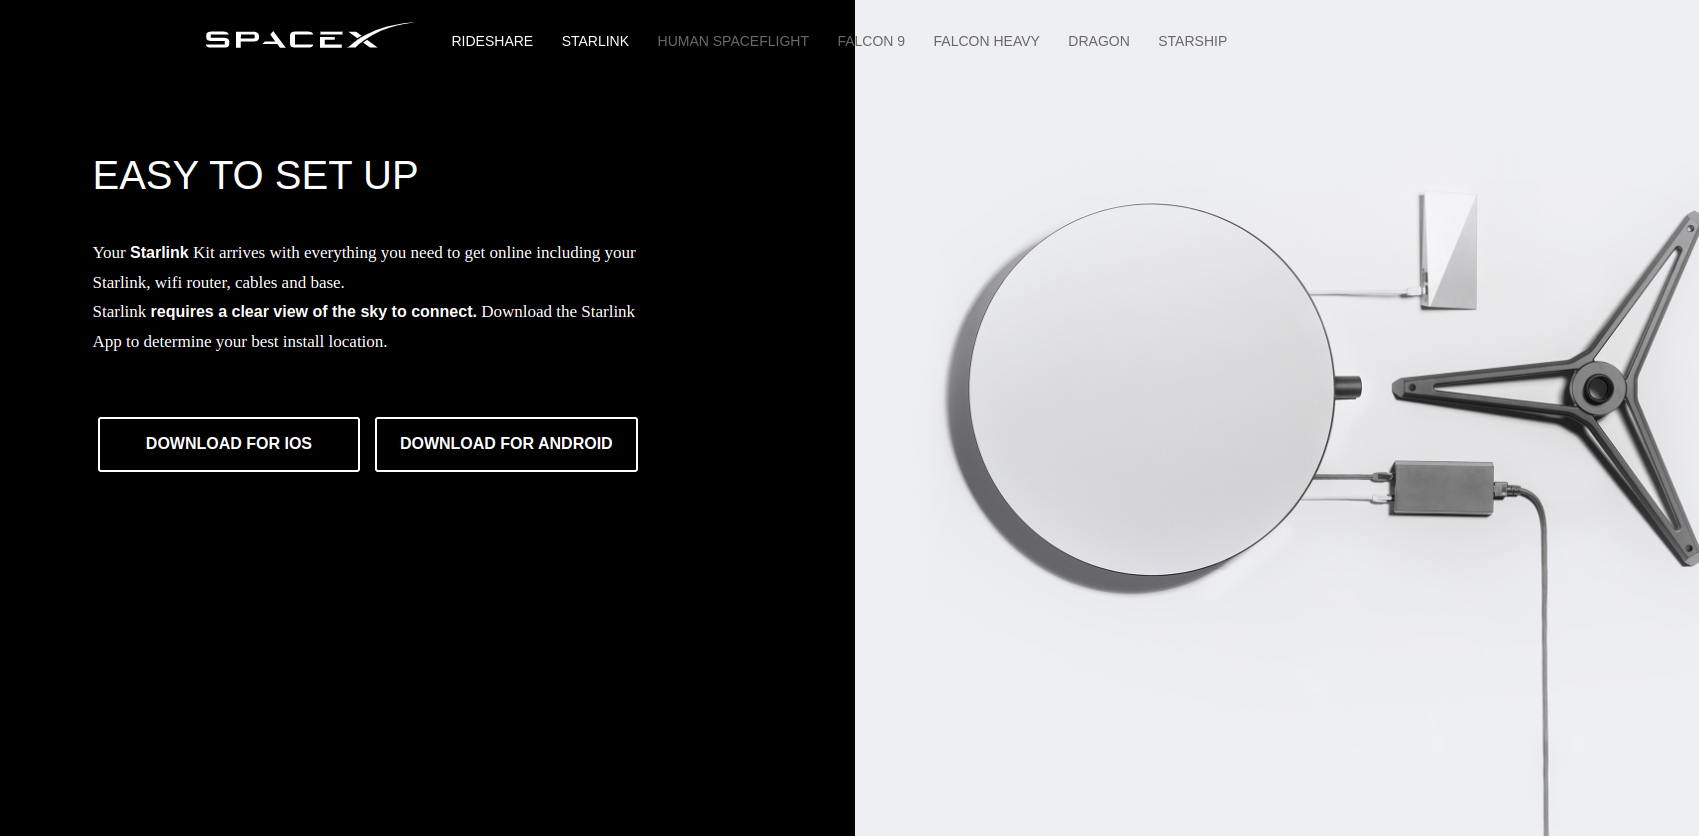 SPACEX RIDESHARE STARLINK HUMAN SPACEFLIGHT FALCON 9 FALCON HEAVY DRAGON STARSHIP
EASY TO SET UP
Your Starlink Kit arrives with everything you need to get online including your
Starlink, wifi router, cables and base.
Starlink requires a clear view of the sky to connect. Download the Starlink
App to determine your best install location.
DOWNLOAD FOR IOS DOWNLOAD FOR ANDROID